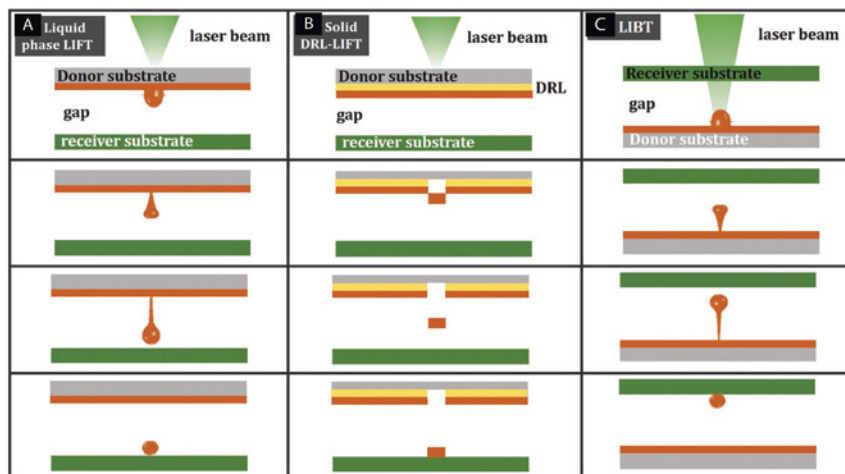 A
Liquid
phase LIFT
laser beam
Donor substrate
gap
receiver substrate
B
Solid
DRL-LIFT
laser beam
Donor substrate
DRL
gap
receiver substrate
C
LIBT
laser beam
Receiver substrate
gap
Donor substrate